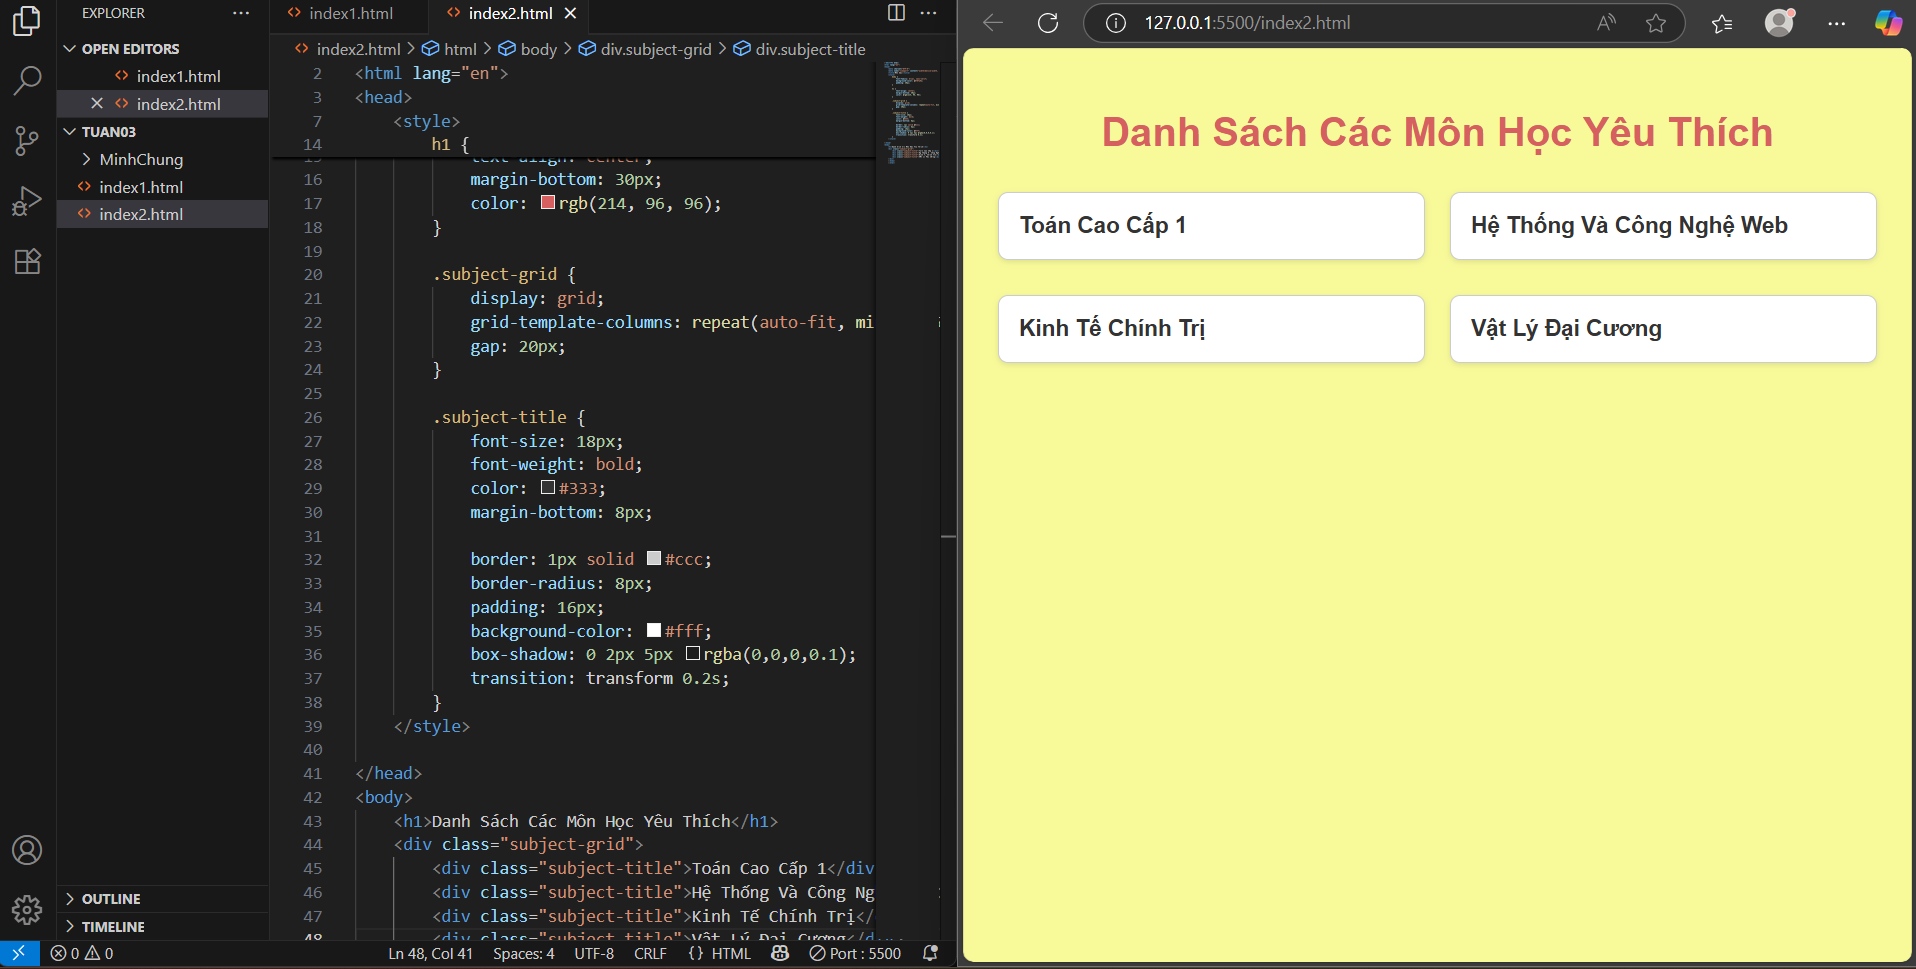 EXPLORER
OPEN EDITORS
index1.html
index2.html
TUAN03
MinhChung
index1.html
index2.html
OUTLINE
TIMELINE
index1.html
index2.html
index2.html > html > body > div.subject-grid > div.subject-title
2 <html lang="en">
3 <head>
7 <style>
14 h1 {
15 text-align: center;
16 margin-bottom: 30px;
17 color: rgb(214, 96, 96);
18 }
19
20 .subject-grid {
21 display: grid;
22 grid-template-columns: repeat(auto-fit, mi
23 gap: 20px;
24 }
25
26 .subject-title {
27 font-size: 18px;
28 font-weight: bold;
29 color: #333;
30 margin-bottom: 8px;
31
32 border: 1px solid #ccc;
33 border-radius: 8px;
34 padding: 16px;
35 background-color: #fff;
36 box-shadow: 0 2px 5px rgba(0,0,0,0.1);
37 transition: transform 0.2s;
38 }
39 </style>
40
41 </head>
42 <body>
43 <h1>Danh Sách Các Môn Học Yêu Thích</h1>
44 <div class="subject-grid">
45 <div class="subject-title">Toán Cao Cấp 1</div
46 <div class="subject-title">Hệ Thống Và Công Ng
47 <div class="subject-title">Kinh Tế Chính Trị</
48 <div class="subject-title">Vật Lý Đại Cương</d
0 0
Ln 48, Col 41 Spaces: 4 UTF-8 CRLF {} HTML Port : 5500
127.0.0.1:5500/index2.html
Danh Sách Các Môn Học Yêu Thích
Toán Cao Cấp 1
Hệ Thống Và Công Nghệ Web
Kinh Tế Chính Trị
Vật Lý Đại Cương